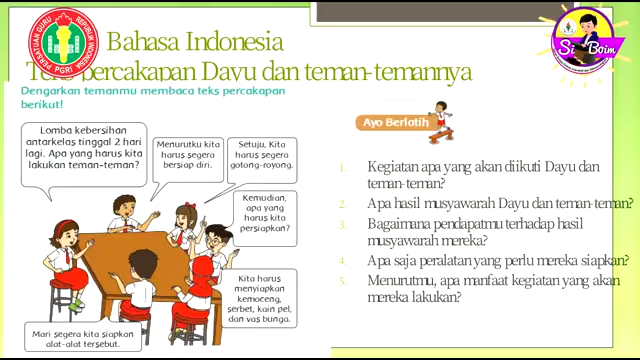 Bahasa Indonesia
Teks percakapan Dayu dan teman-temannya
PERSATUAN GURU REPUBLIK INDONESIA
PGRI
Si Boim
Dengarkan temanmu membaca teks percakapan
berikut!
Lomba kebersihan
antarkelas tinggal 2 hari
lagi. Apa yang harus kita
lakukan teman-teman?
Menurutku kita
harus segera
bersiap diri.
Setuju, Kita
harus segera
gotong-royong.
Kemudian,
apa yang
harus kita
persiapkan?
Kita harus
menyiapkan
kemoceng,
serbet, kain pel,
dan vas bunga.
Mari segera kita siapkan
alat-alat tersebut.
Ayo Berlatih
1. Kegiatan apa yang akan diikuti Dayu dan
teman-teman?
2. Apa hasil musyawarah Dayu dan teman-teman?
3. Bagaimana pendapatmu terhadap hasil
musyawarah mereka?
4. Apa saja peralatan yang perlu mereka siapkan?
5. Menurutmu, apa manfaat kegiatan yang akan
mereka lakukan?